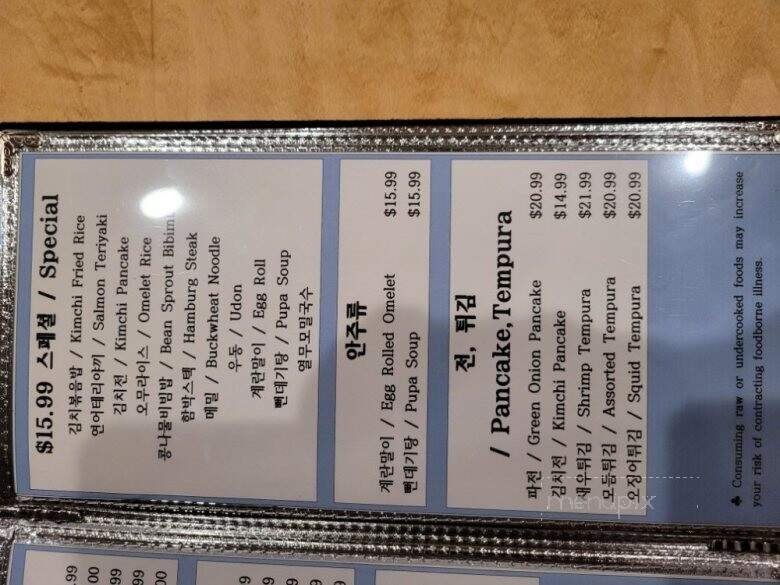 $15.99 스페셜 / Special
김치볶음밥 / Kimchi Fried Rice
연어테리야끼 / Salmon Teriyaki
김치전 / Kimchi Pancake
오무라이스 / Omelet Rice
콩나물비빔밥 / Bean Sprout Bibim
함박스텍 / Hamburg Steak
메밀 / Buckwheat Noodle
우동 / Udon
계란말이 / Egg Roll
뻔데기탕 / Pupa Soup
열무모밀국수
안주류
계란말이 / Egg Rolled Omelet $15.99
뻔데기탕 / Pupa Soup $15.99
전, 튀김
/ Pancake,Tempura
파전 / Green Onion Pancake $20.99
김치전 / Kimchi Pancake $14.99
새우튀김 / Shrimp Tempura $21.99
모듬튀김 / Assorted Tempura $20.99
오징어튀김 / Squid Tempura $20.99
♣ Consuming raw or undercooked foods may increase
your risk of contracting foodborne illness.
menupix